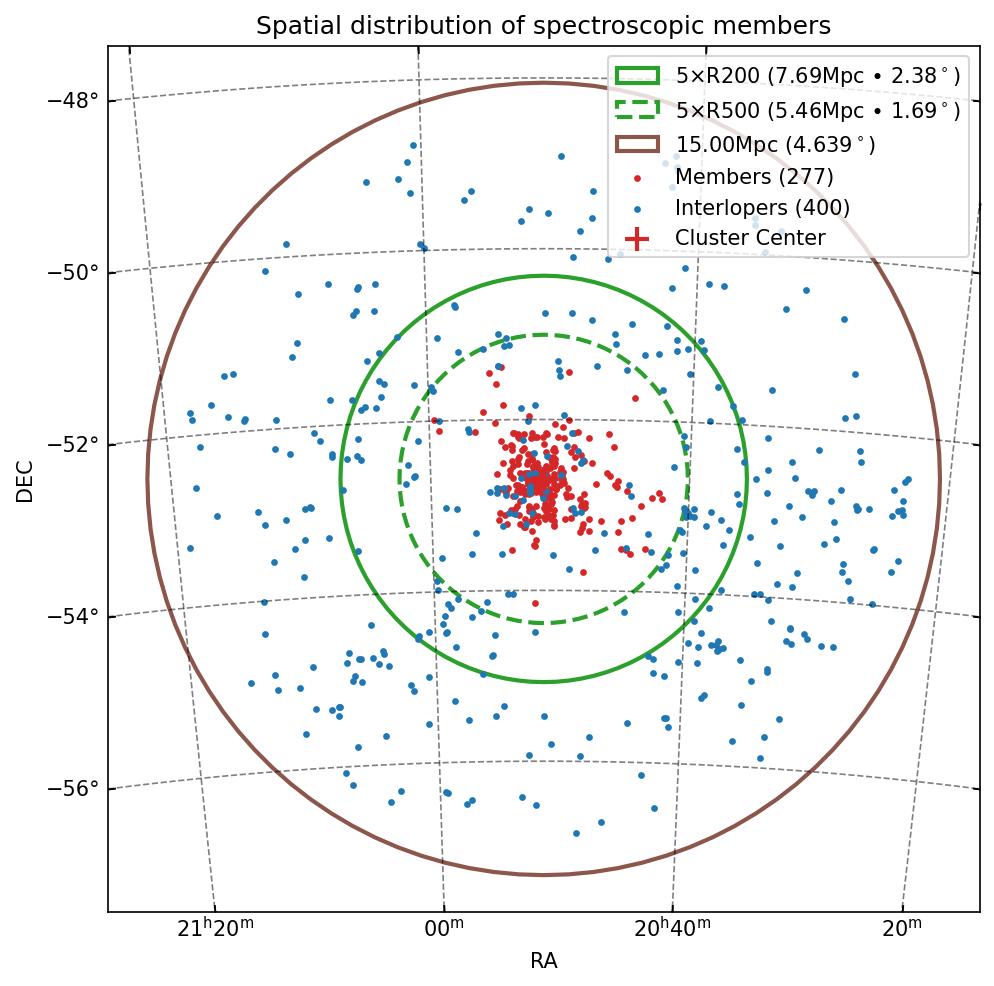 Spatial distribution of spectroscopic members
5×R200 (7.69Mpc • 2.38°)
5×R500 (5.46Mpc • 1.69°)
15.00Mpc (4.639°)
Members (277)
Interlopers (400)
Cluster Center
−48°
−50°
−52°
−54°
−56°
DEC
21ʰ20ᵐ 00ᵐ 20ʰ40ᵐ 20ᵐ
RA